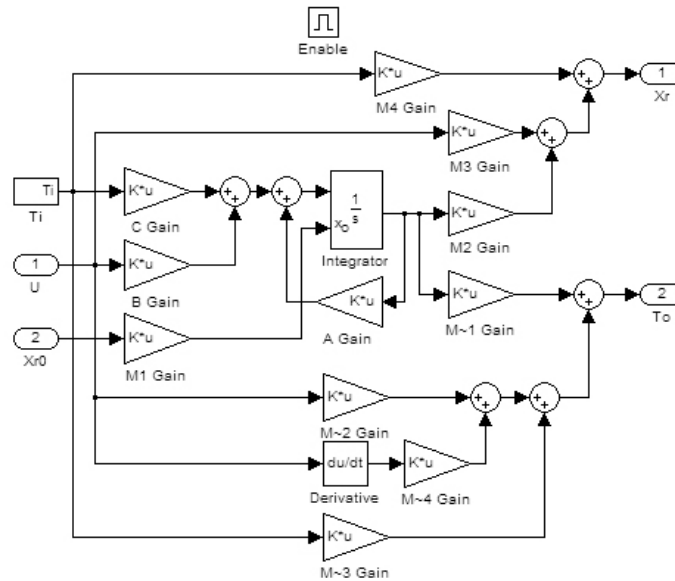 Enable
K*u
M4 Gain
+
+
1
Xr
K*u
M3 Gain
+
+
Ti
Ti
K*u
C Gain
+
+
+
+
1
s
xo
Integrator
K*u
M2 Gain
1
U
K*u
B Gain
K*u
A Gain
K*u
M~1 Gain
+
+
2
To
2
Xr0
K*u
M1 Gain
K*u
M~2 Gain
+
+
+
+
du/dt
Derivative
K*u
M~4 Gain
K*u
M~3 Gain